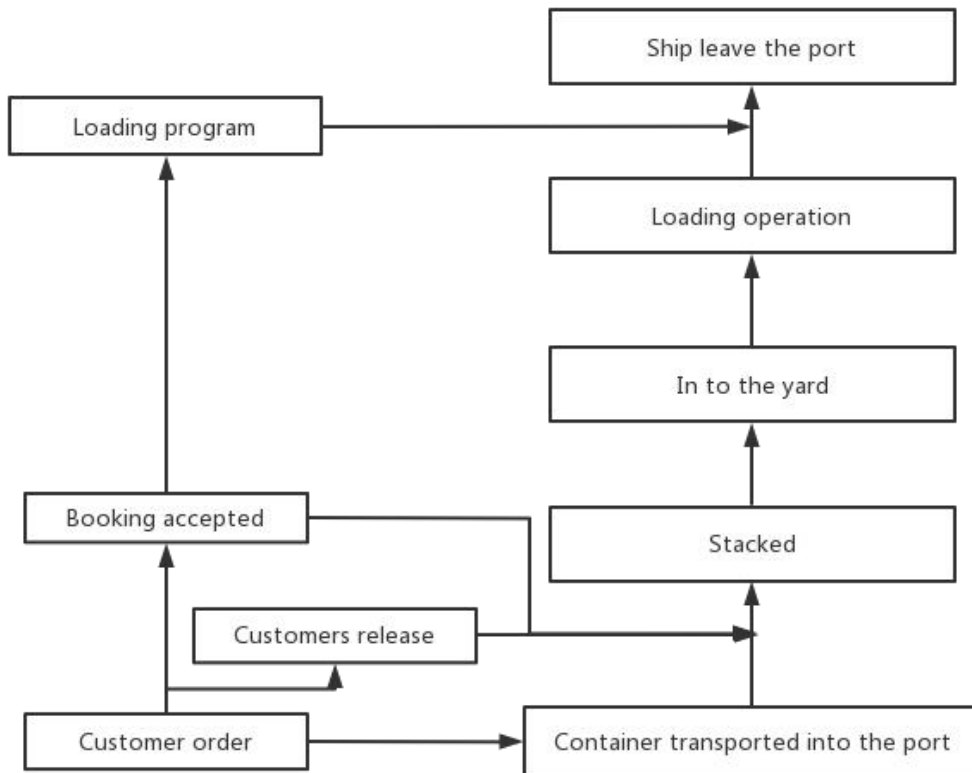 Ship leave the port
Loading program
Loading operation
In to the yard
Booking accepted
Stacked
Customers release
Customer order
Container transported into the port